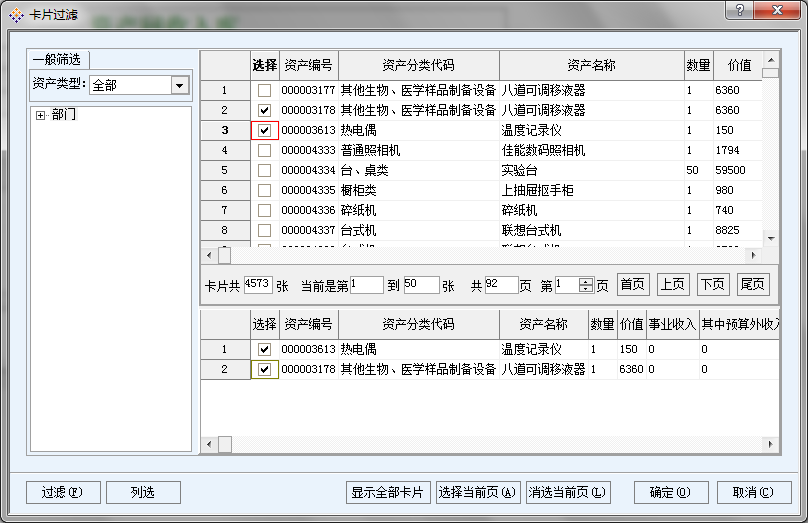 卡片过滤
一般筛选
资产类型: 全部
部门
选择 资产编号 资产分类代码 资产名称 数量 价值
1 000003177 其他生物、医学样品制备设备 八道可调移液器 1 6360
2 000003178 其他生物、医学样品制备设备 八道可调移液器 1 6360
3 000003613 热电偶 温度记录仪 1 150
4 000004333 普通照相机 佳能数码照相机 1 1794
5 000004334 台、桌类 实验台 50 59500
6 000004335 橱柜类 上抽屉抠手柜 1 980
7 000004336 碎纸机 碎纸机 1 740
8 000004337 台式机 联想台式机 1 8825
卡片共 4573 张 当前是第 1 到 50 张 共 92 页 第 1 页 首页 上页 下页 尾页
选择 资产编号 资产分类代码 资产名称 数量 价值 事业收入 其中预算外收入
1 000003613 热电偶 温度记录仪 1 150 0 0
2 000003178 其他生物、医学样品制备设备 八道可调移液器 1 6360 0 0
过滤(F) 列选 显示全部卡片 选择当前页(A) 消选当前页(L) 确定(O) 取消(C)